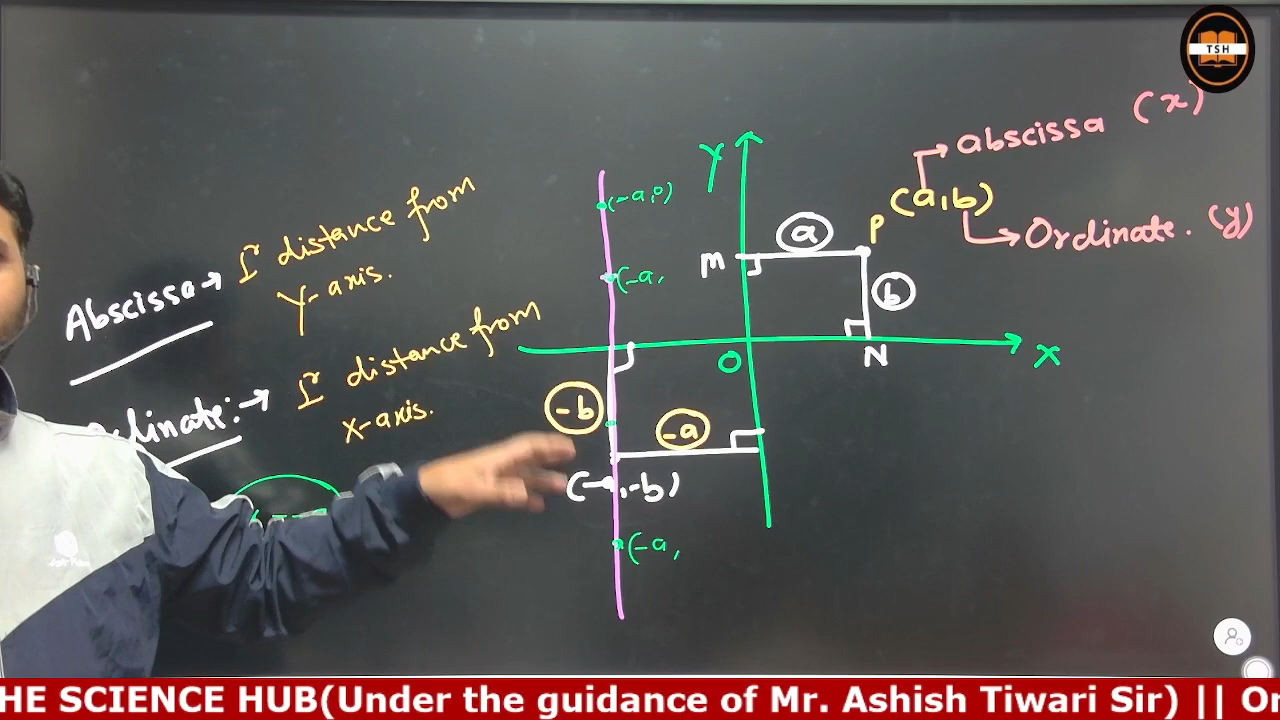 TSH
abscissa (x)
(a,b)
Ordinate. (y)
P
Y
(-a,0)
(-a,
a
M
b
N
O
X
Abscissa→ ⊥r distance from
Y-axis.
Ordinate:→ ⊥r distance from
X-axis.
-b
-a
(-a,-b)
(-a,
HE SCIENCE HUB(Under the guidance of Mr. Ashish Tiwari Sir) || Or